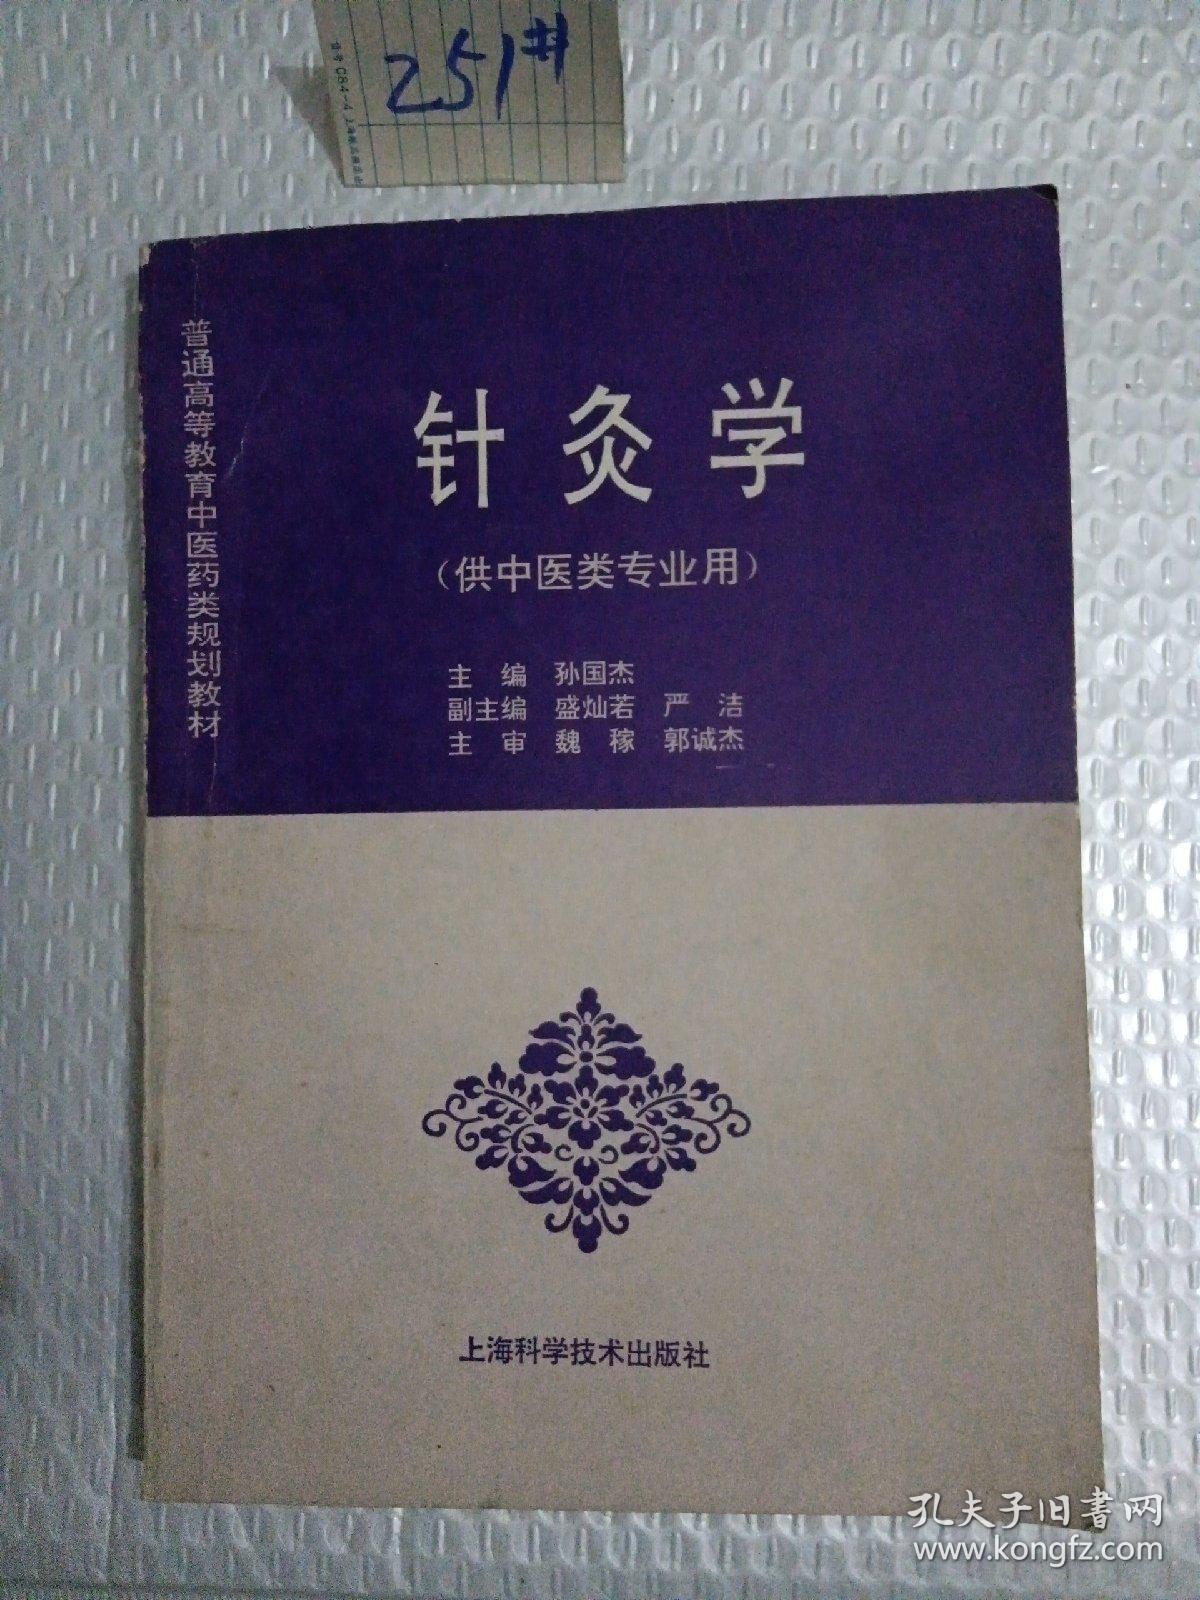 251#
普通高等教育中医药类规划教材
针灸学
（供中医类专业用）
主 编 孙国杰
副主编 盛灿若 严 洁
主 审 魏 稼 郭诚杰
上海科学技术出版社
孔夫子旧书网
www.kongfz.com